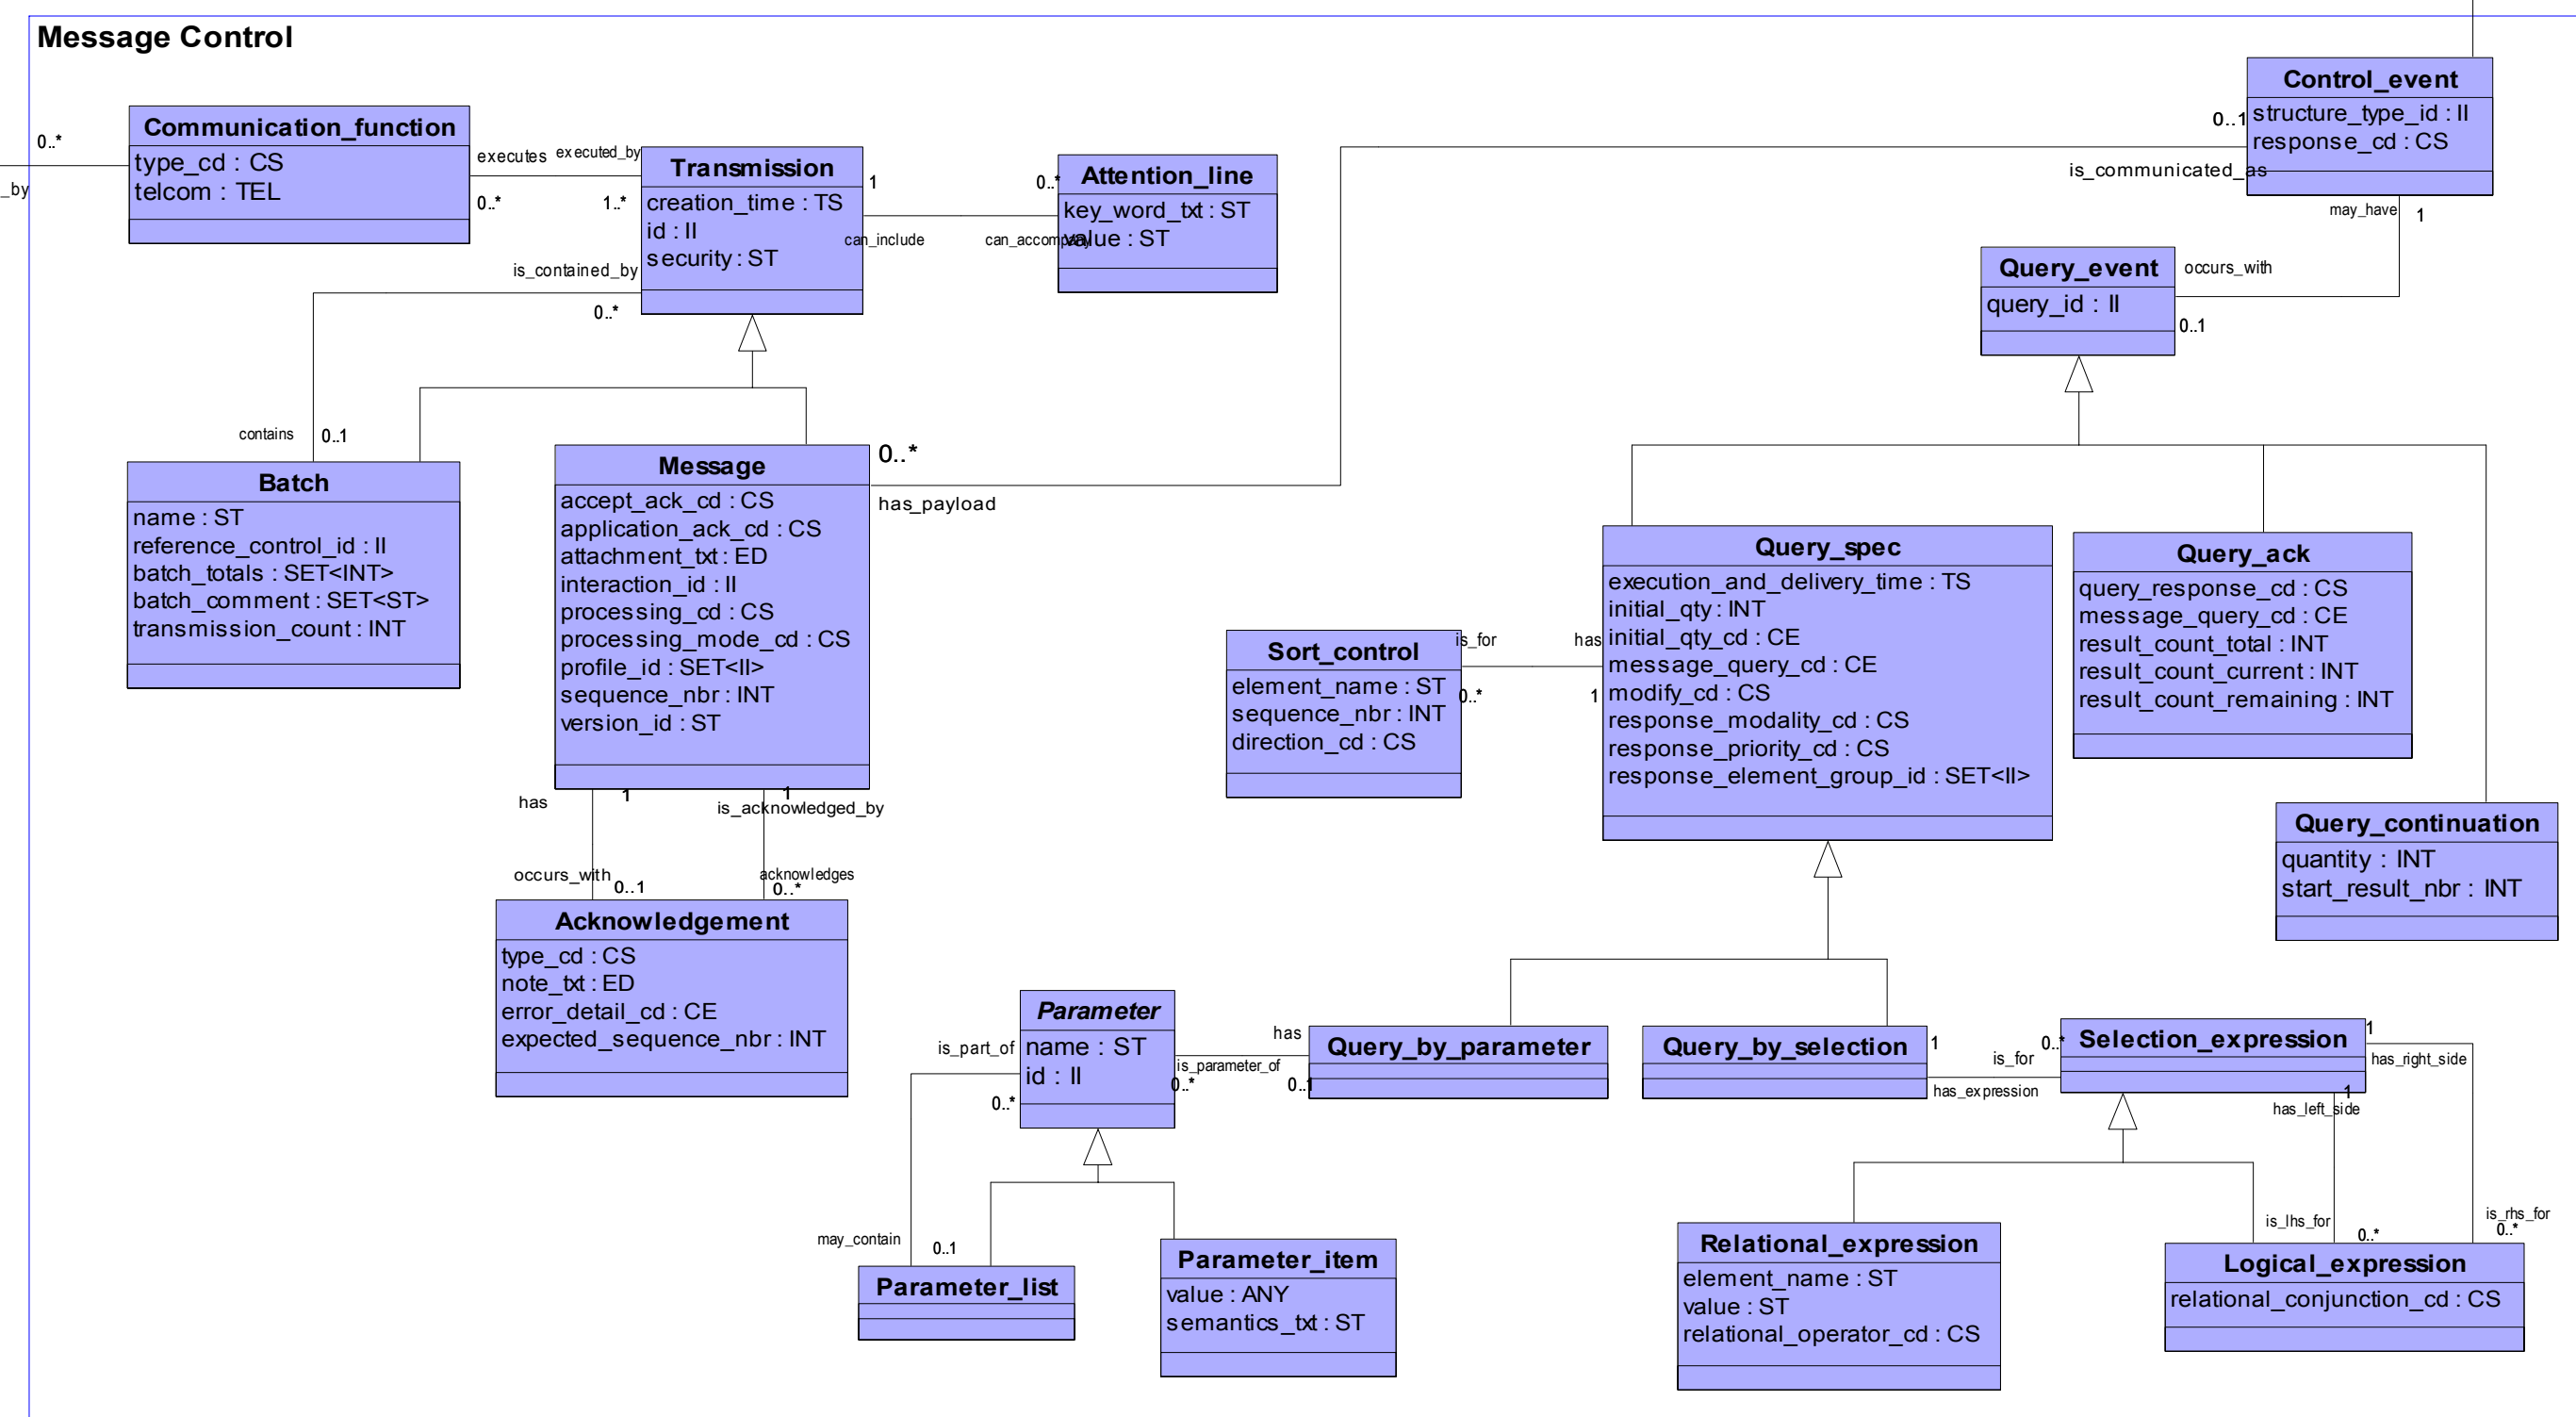 Message Control
0..*
_by
Communication_function
type_cd : CS
telcom : TEL
executes
executed_by
0..*
1..*
Transmission
creation_time : TS
id : II
security : ST
1
0..*
can_include
can_accompany
Attention_line
key_word_txt : ST
value : ST
Control_event
structure_type_id : II
response_cd : CS
0..1
is_communicated_as
may_have
1
Query_event
query_id : II
occurs_with
0..1
is_contained_by
0..*
contains
0..1
Batch
name : ST
reference_control_id : II
batch_totals : SET<INT>
batch_comment : SET<ST>
transmission_count : INT
Message
accept_ack_cd : CS
application_ack_cd : CS
attachment_txt : ED
interaction_id : II
processing_cd : CS
processing_mode_cd : CS
profile_id : SET<II>
sequence_nbr : INT
version_id : ST
0..*
has_payload
has
1
1
is_acknowledged_by
occurs_with
0..1
acknowledges
0..*
Acknowledgement
type_cd : CS
note_txt : ED
error_detail_cd : CE
expected_sequence_nbr : INT
Sort_control
element_name : ST
sequence_nbr : INT
direction_cd : CS
is_for
has
0..*
1
Query_spec
execution_and_delivery_time : TS
initial_qty : INT
initial_qty_cd : CE
message_query_cd : CE
modify_cd : CS
response_modality_cd : CS
response_priority_cd : CS
response_element_group_id : SET<II>
Query_ack
query_response_cd : CS
message_query_cd : CE
result_count_total : INT
result_count_current : INT
result_count_remaining : INT
Query_continuation
quantity : INT
start_result_nbr : INT
Parameter
name : ST
id : II
is_part_of
0..*
has
is_parameter_of
0..*
0..1
Query_by_parameter
Query_by_selection
1
is_for
0..*
has_expression
Selection_expression
1
has_right_side
1
has_left_side
may_contain
0..1
Parameter_list
Parameter_item
value : ANY
semantics_txt : ST
Relational_expression
element_name : ST
value : ST
relational_operator_cd : CS
is_lhs_for
0..*
is_rhs_for
0..*
Logical_expression
relational_conjunction_cd : CS